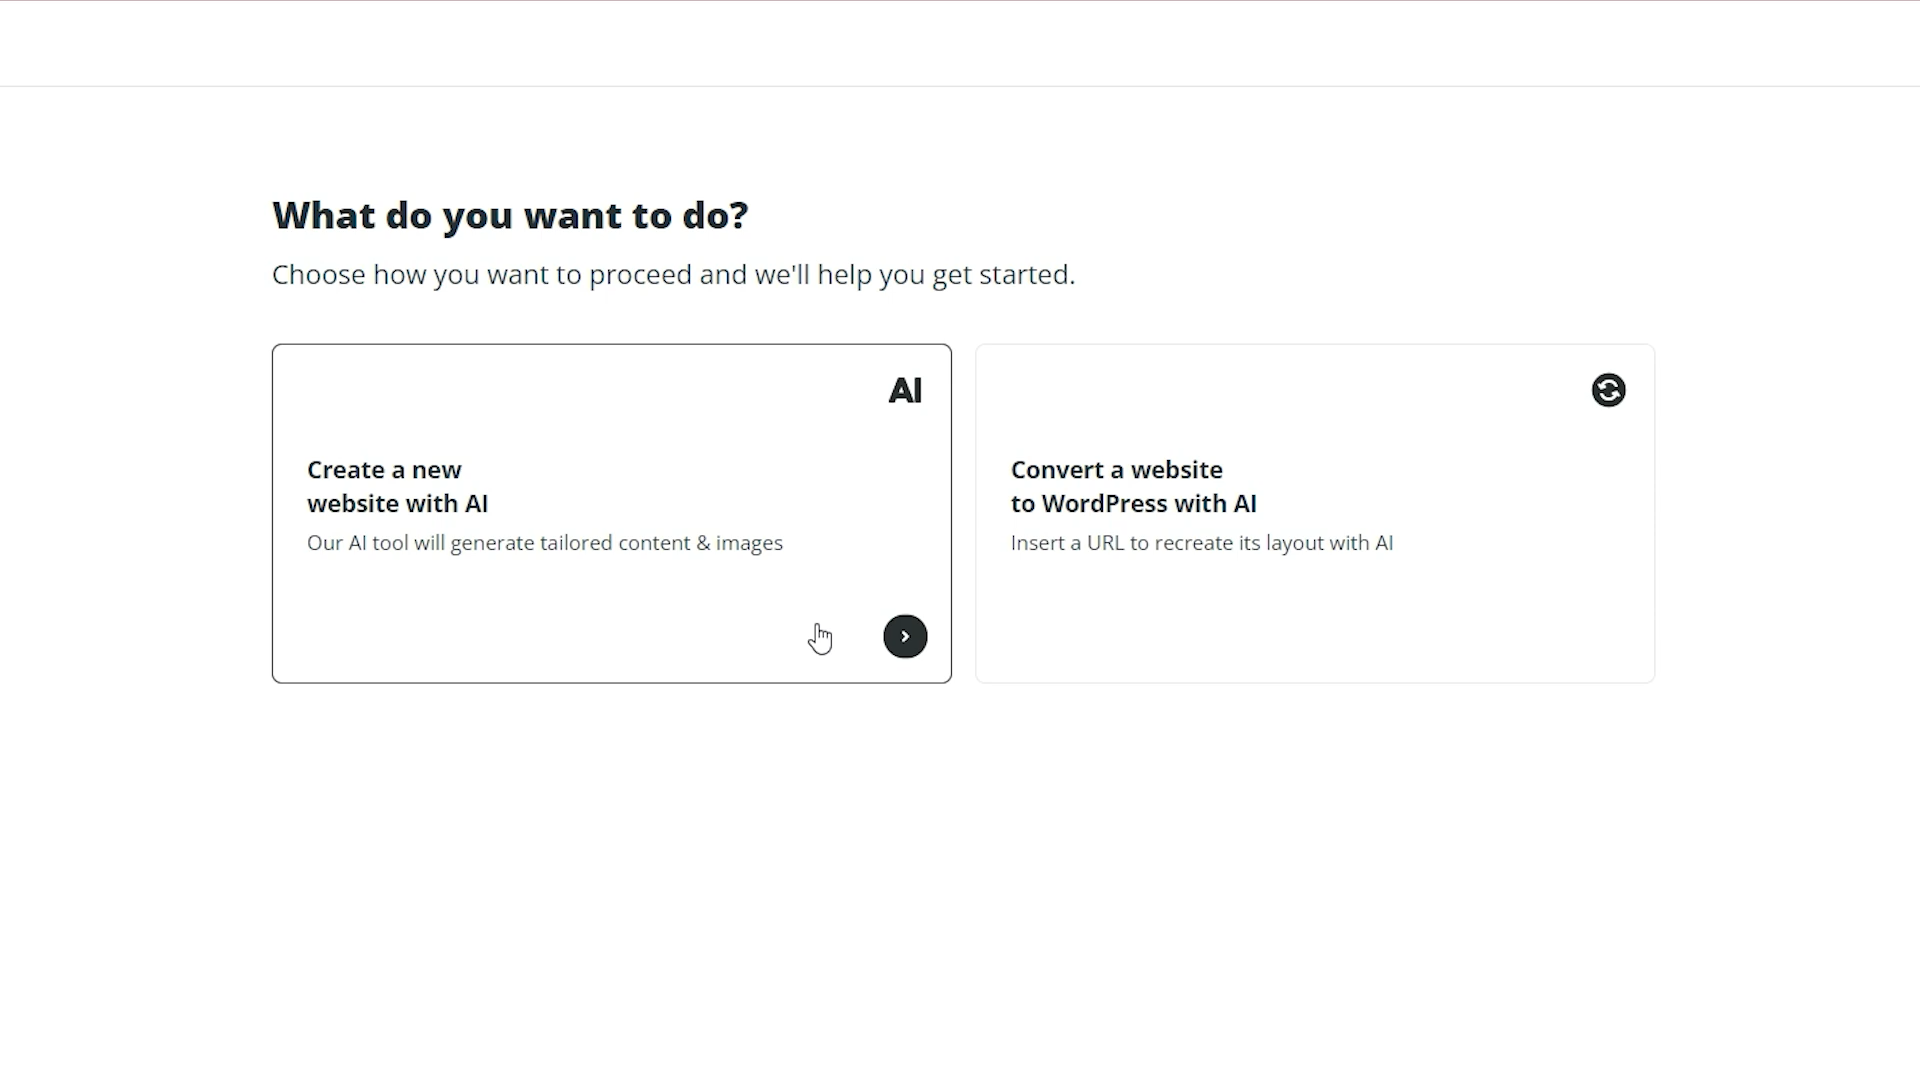 What do you want to do?
Choose how you want to proceed and we'll help you get started.
AI
Create a new
website with AI
Our AI tool will generate tailored content & images
Convert a website
to WordPress with AI
Insert a URL to recreate its layout with AI